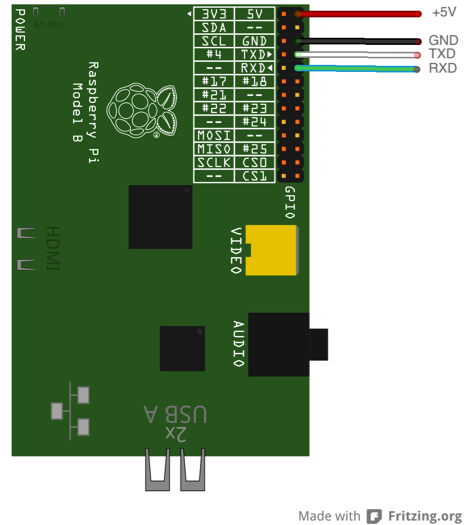 POWER
3V3 5V
SDA --
SCL GND
#4 TXD
-- RXD
#17 #18
#21 --
#22 #23
-- #24
MOSI --
MISO #25
SCLK CS0
-- CS1
+5V
GND
TXD
RXD
Raspberry Pi
Model B
GPIO
HDMI
VIDEO
AUDIO
USB A
2x
Made with Fritzing.org